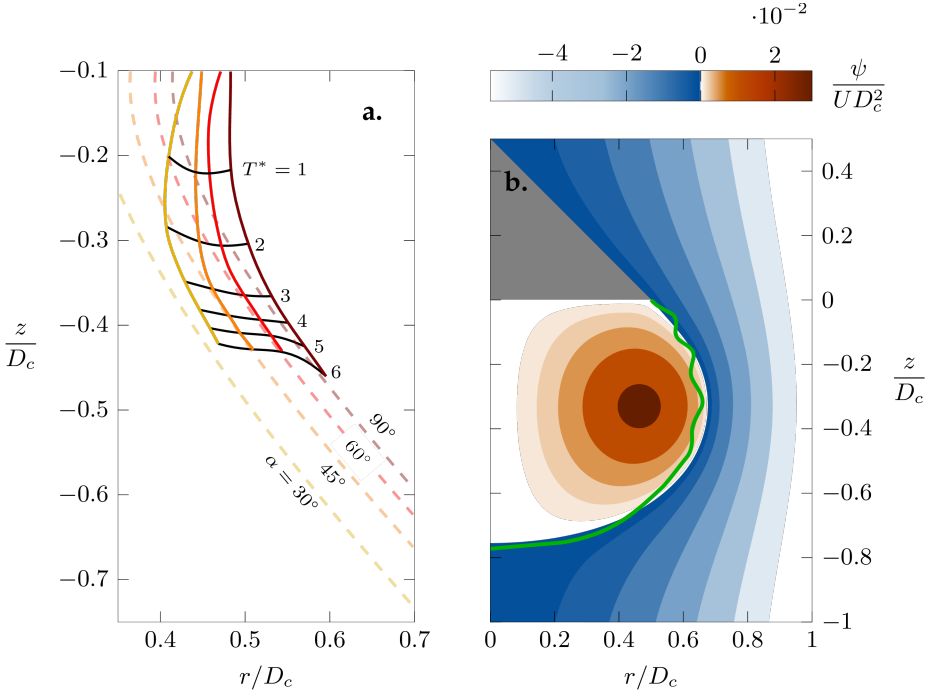 ·10⁻²
−4 −2 0 2
ψ
UD_c²
a.
−0.1
−0.2
−0.3
−0.4
−0.5
−0.6
−0.7
z
D_c
T* = 1
2
3
4
5
6
90°
60°
45°
α = 30°
0.4 0.5 0.6 0.7
r/D_c
b.
0.4
0.2
0
−0.2
−0.4
−0.6
−0.8
−1
z
D_c
0 0.2 0.4 0.6 0.8 1
r/D_c